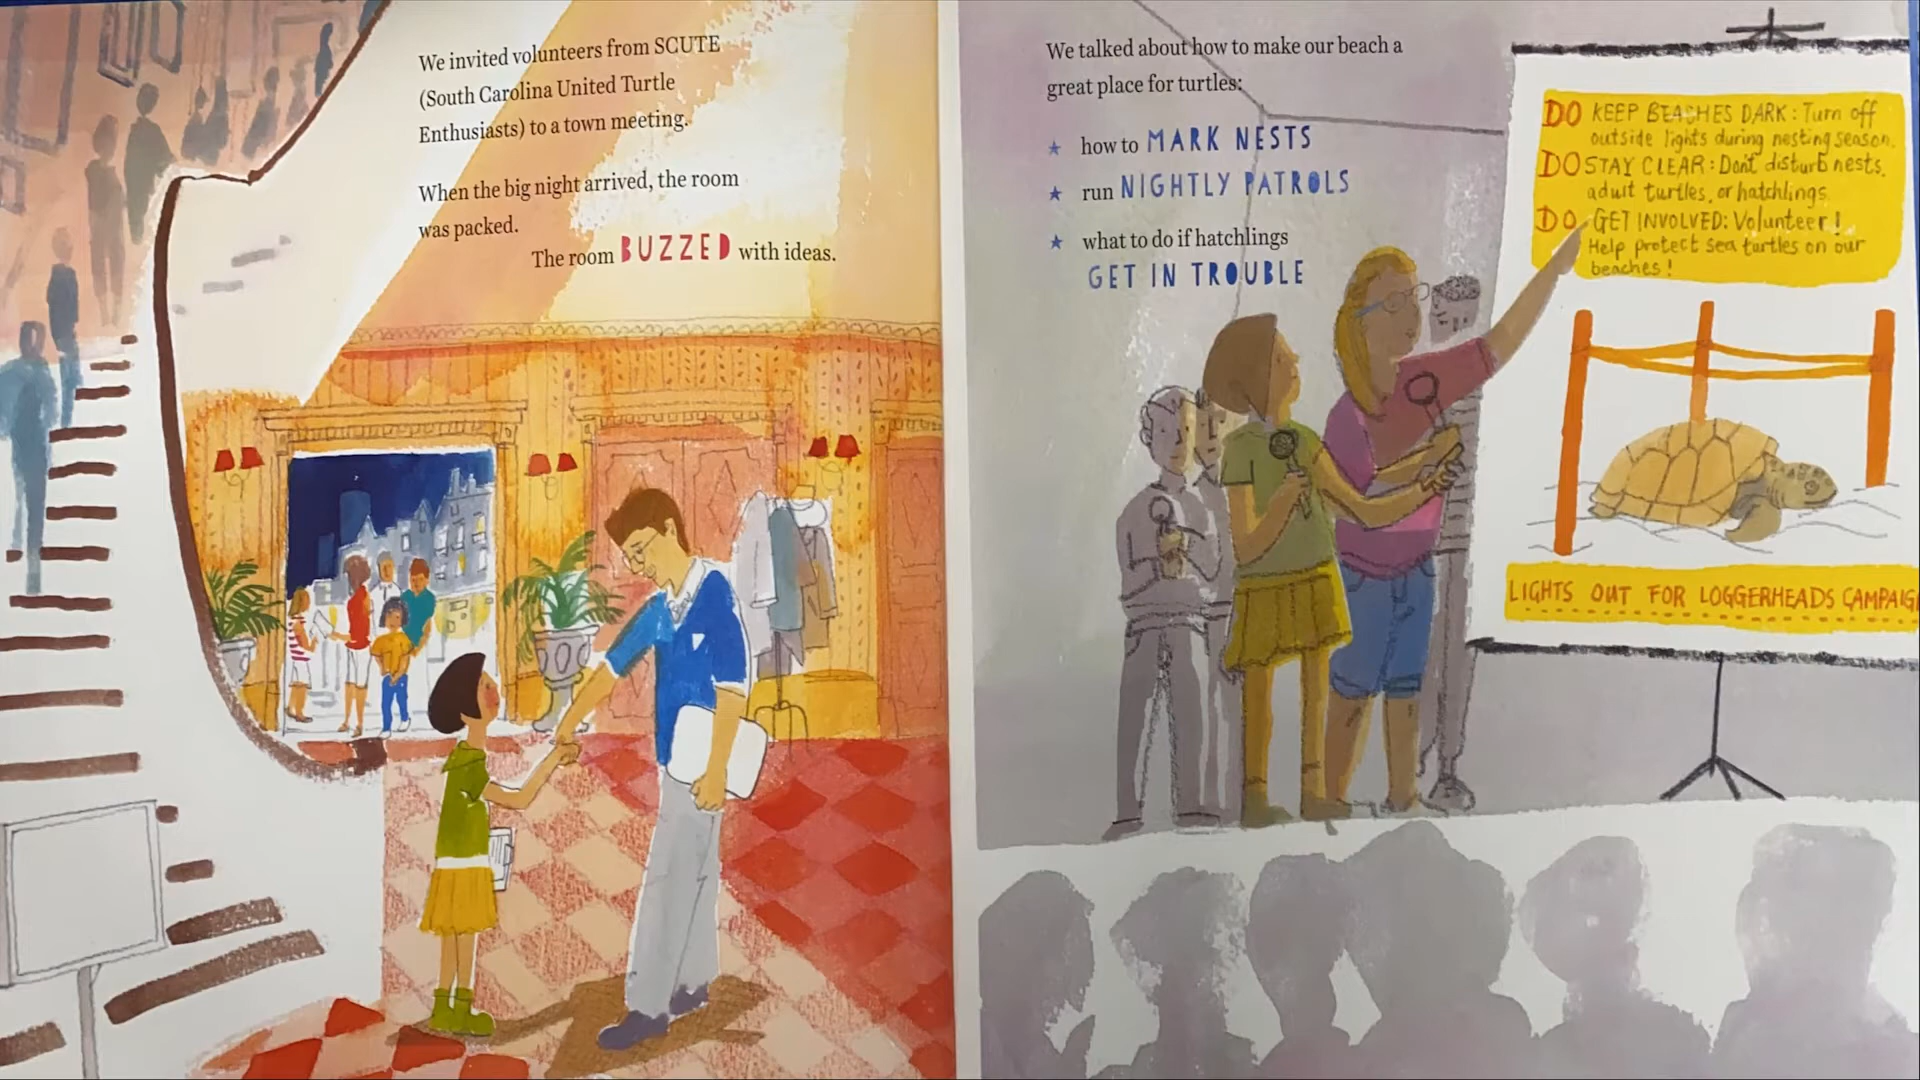 We invited volunteers from SCUTE
(South Carolina United Turtle
Enthusiasts) to a town meeting.
When the big night arrived, the room
was packed.
The room BUZZED with ideas.
We talked about how to make our beach a
great place for turtles:
★ how to MARK NESTS
★ run NIGHTLY PATROLS
★ what to do if hatchlings
GET IN TROUBLE
DO KEEP BEACHES DARK: Turn off
outside lights during nesting season.
DO STAY CLEAR: Don't disturb nests,
adult turtles, or hatchlings.
DO GET INVOLVED: Volunteer!
Help protect sea turtles on our
beaches!
LIGHTS OUT FOR LOGGERHEADS CAMPAIG